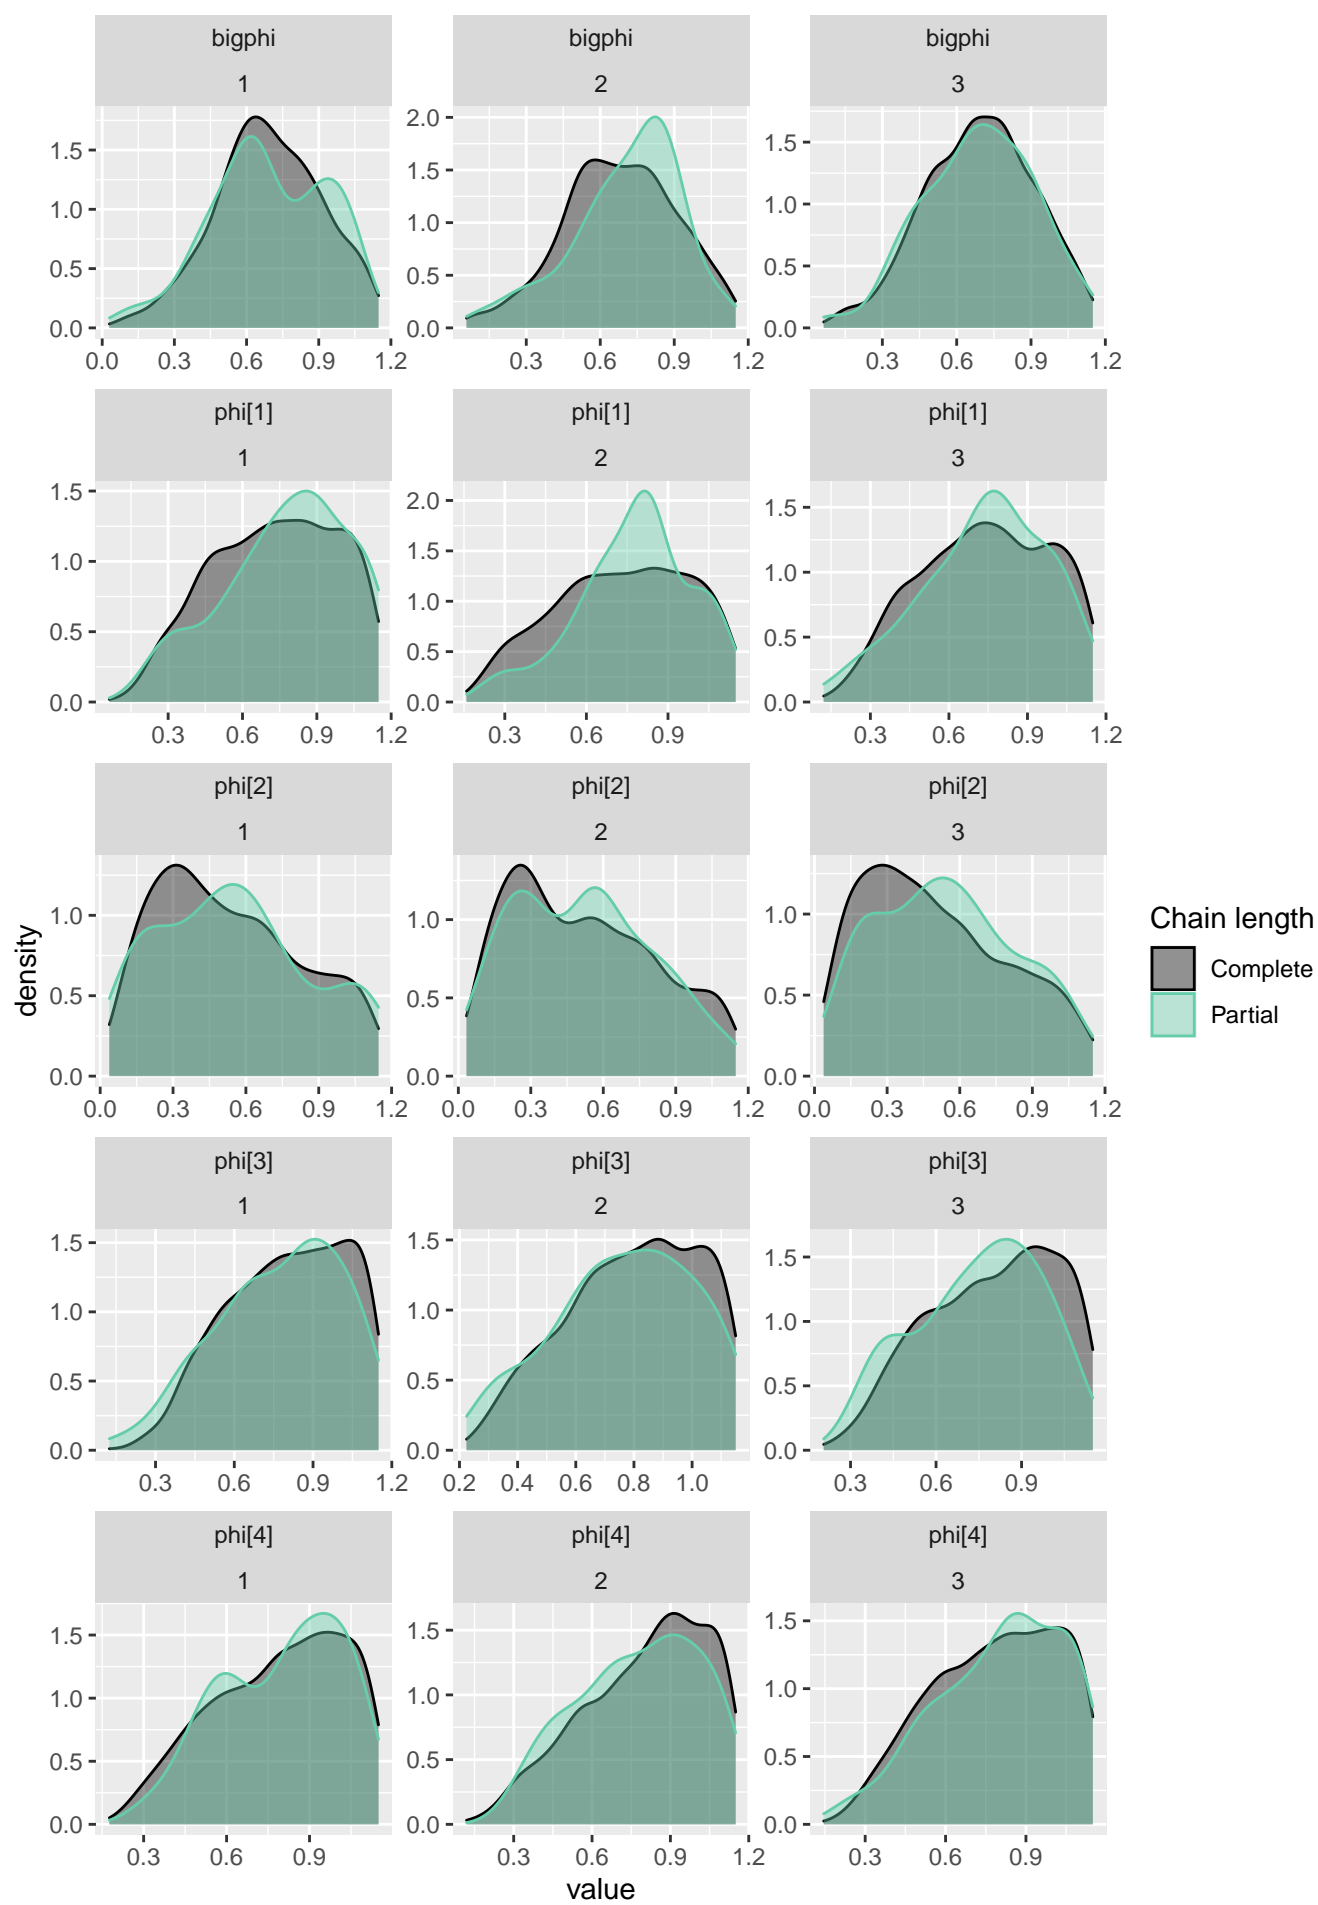 bigphi bigphi bigphi
1 2 3
2.0
1.5 1.5 1.5
1.0 1.0 1.0
0.5 0.5 0.5
0.0 0.0 0.0
0.0 0.3 0.6 0.9 1.2 0.3 0.6 0.9 1.2 0.3 0.6 0.9 1.2
phi[1] phi[1] phi[1]
1 2 3
1.5 2.0 1.5
1.0 1.5 1.0
0.5 1.0 0.5
0.0 0.5 0.0
0.0
0.3 0.6 0.9 1.2 0.3 0.6 0.9 0.3 0.6 0.9 1.2
phi[2] phi[2] phi[2]
1 2 3
1.0 1.0 1.0
0.5 0.5 0.5
0.0 0.0 0.0
0.0 0.3 0.6 0.9 1.2 0.0 0.3 0.6 0.9 1.2 0.0 0.3 0.6 0.9 1.2
density
Chain length
Complete
Partial
phi[3] phi[3] phi[3]
1 2 3
1.5 1.5 1.5
1.0 1.0 1.0
0.5 0.5 0.5
0.0 0.0 0.0
0.3 0.6 0.9 1.2 0.2 0.4 0.6 0.8 1.0 0.3 0.6 0.9
phi[4] phi[4] phi[4]
1 2 3
1.5 1.5 1.5
1.0 1.0 1.0
0.5 0.5 0.5
0.0 0.0 0.0
0.3 0.6 0.9 0.3 0.6 0.9 1.2 0.3 0.6 0.9
value